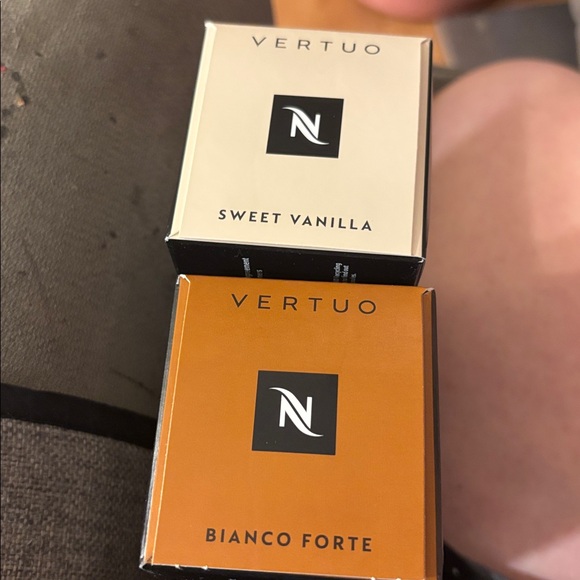 VERTUO
N
SWEET VANILLA
VERTUO
N
BIANCO FORTE